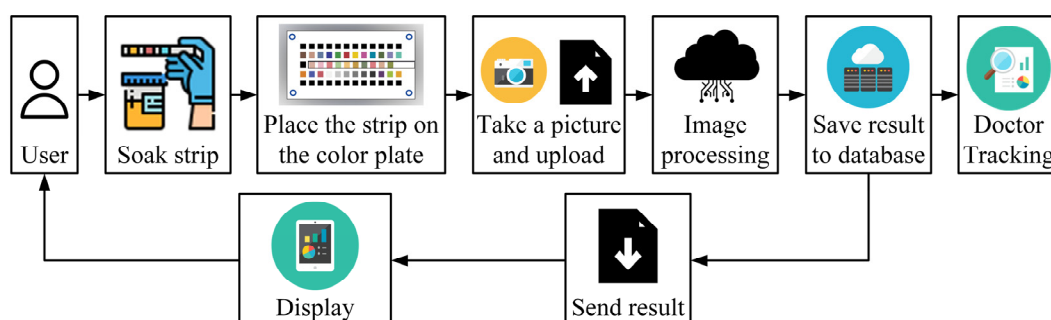 User
Soak strip
Place the strip on
the color plate
Take a picture
and upload
Image
processing
Save result
to database
Doctor
Tracking
Display
Send result